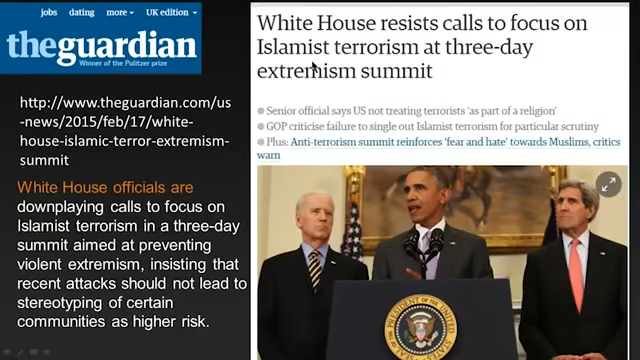 jobs dating more UK edition
theguardian
Winner of the Pulitzer prize
http://www.theguardian.com/us
-news/2015/feb/17/white-
house-islamic-terror-extremism-
summit
White House officials are
downplaying calls to focus on
Islamist terrorism in a three-day
summit aimed at preventing
violent extremism, insisting that
recent attacks should not lead to
stereotyping of certain
communities as higher risk.
White House resists calls to focus on
Islamist terrorism at three-day
extremism summit
Senior official says US not treating terrorists 'as part of a religion'
GOP criticise failure to single out Islamist terrorism for particular scrutiny
Plus: Anti-terrorism summit reinforces 'fear and hate' towards Muslims, critics
warn